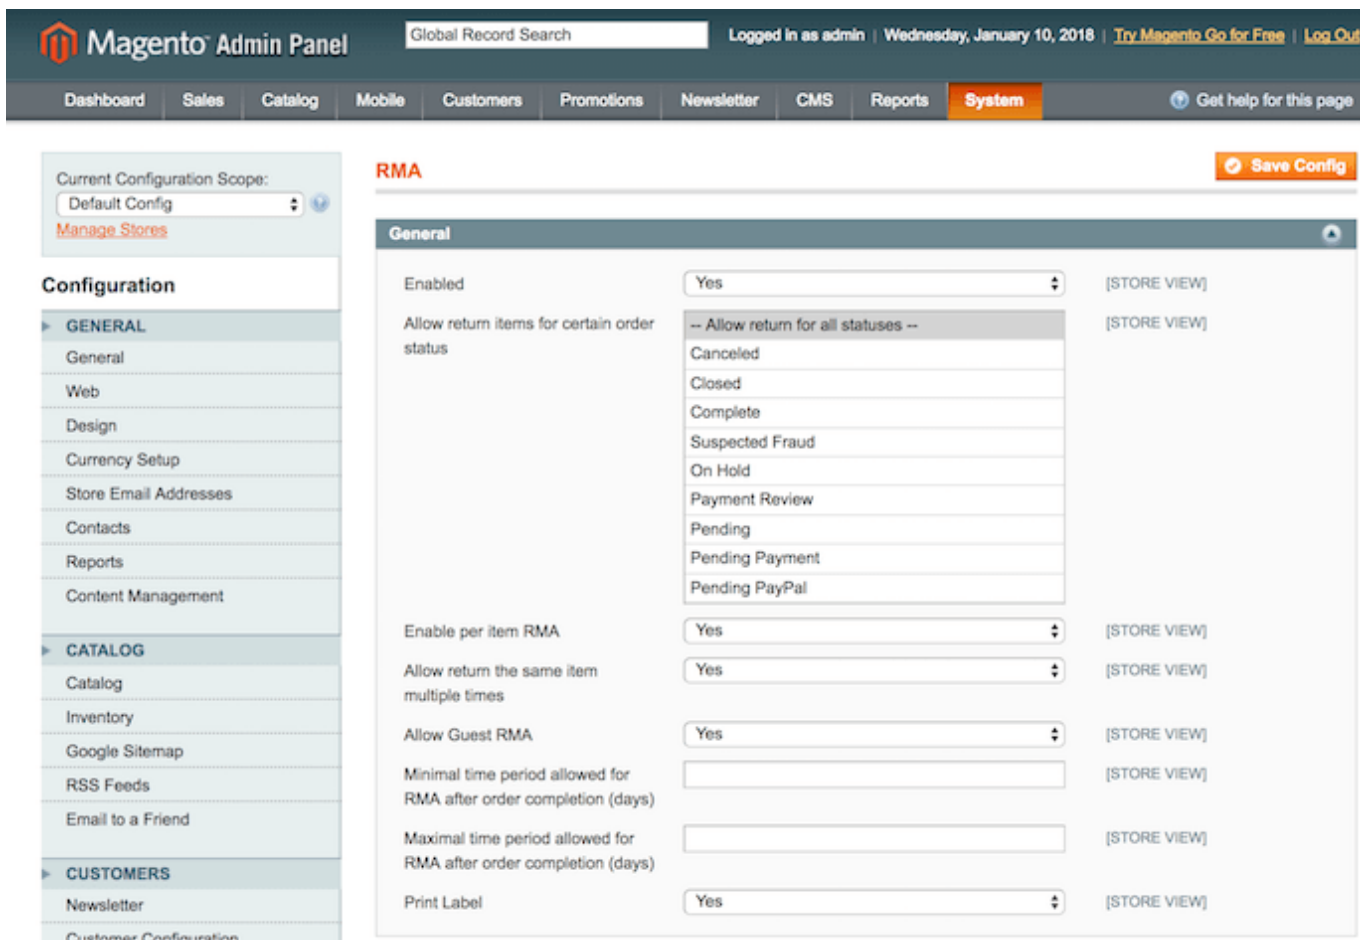 Magento Admin Panel
Global Record Search
Logged in as admin | Wednesday, January 10, 2018 | Try Magento Go for Free | Log Out
Dashboard Sales Catalog Mobile Customers Promotions Newsletter CMS Reports System Get help for this page
Current Configuration Scope:
Default Config
Manage Stores
Configuration
GENERAL
General
Web
Design
Currency Setup
Store Email Addresses
Contacts
Reports
Content Management
CATALOG
Catalog
Inventory
Google Sitemap
RSS Feeds
Email to a Friend
CUSTOMERS
Newsletter
Customer Configuration
RMA
Save Config
General
Enabled Yes [STORE VIEW]
Allow return items for certain order
status
-- Allow return for all statuses --
[STORE VIEW]
Canceled
Closed
Complete
Suspected Fraud
On Hold
Payment Review
Pending
Pending Payment
Pending PayPal
Enable per item RMA Yes [STORE VIEW]
Allow return the same item
multiple times
Yes [STORE VIEW]
Allow Guest RMA Yes [STORE VIEW]
Minimal time period allowed for
RMA after order completion (days)
[STORE VIEW]
Maximal time period allowed for
RMA after order completion (days)
[STORE VIEW]
Print Label Yes [STORE VIEW]